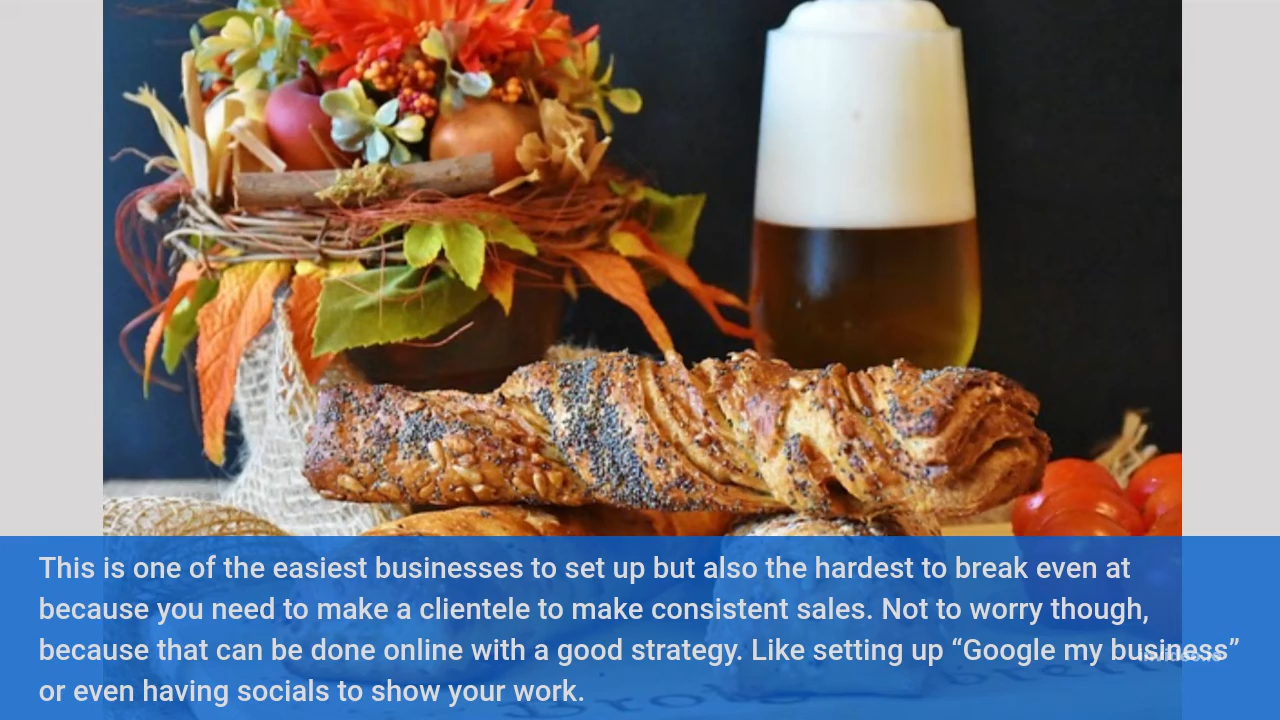 This is one of the easiest businesses to set up but also the hardest to break even at
because you need to make a clientele to make consistent sales. Not to worry though,
because that can be done online with a good strategy. Like setting up “Google my business”
or even having socials to show your work.